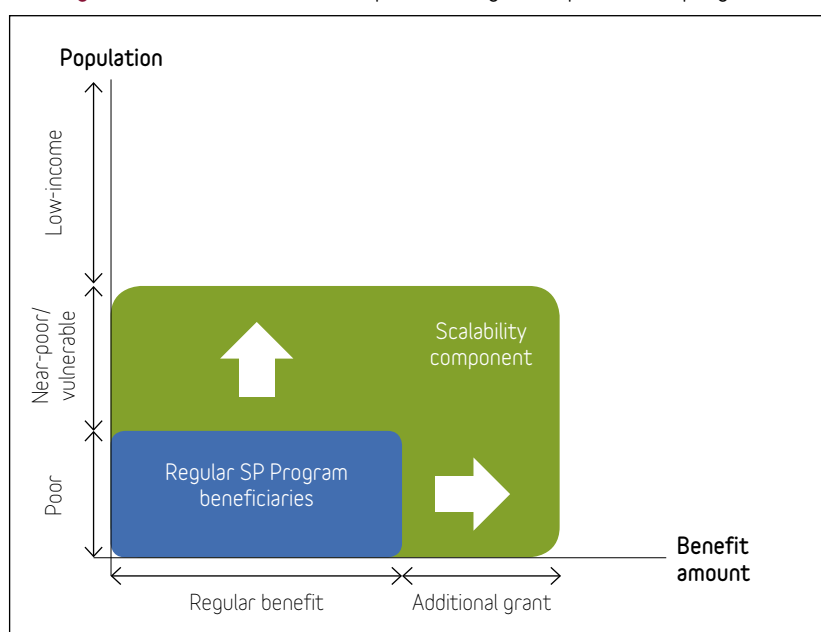 Population
Low-income
Near-poor/
vulnerable
Poor
Scalability
component
Regular SP Program
beneficiaries
Benefit
amount
Regular benefit
Additional grant